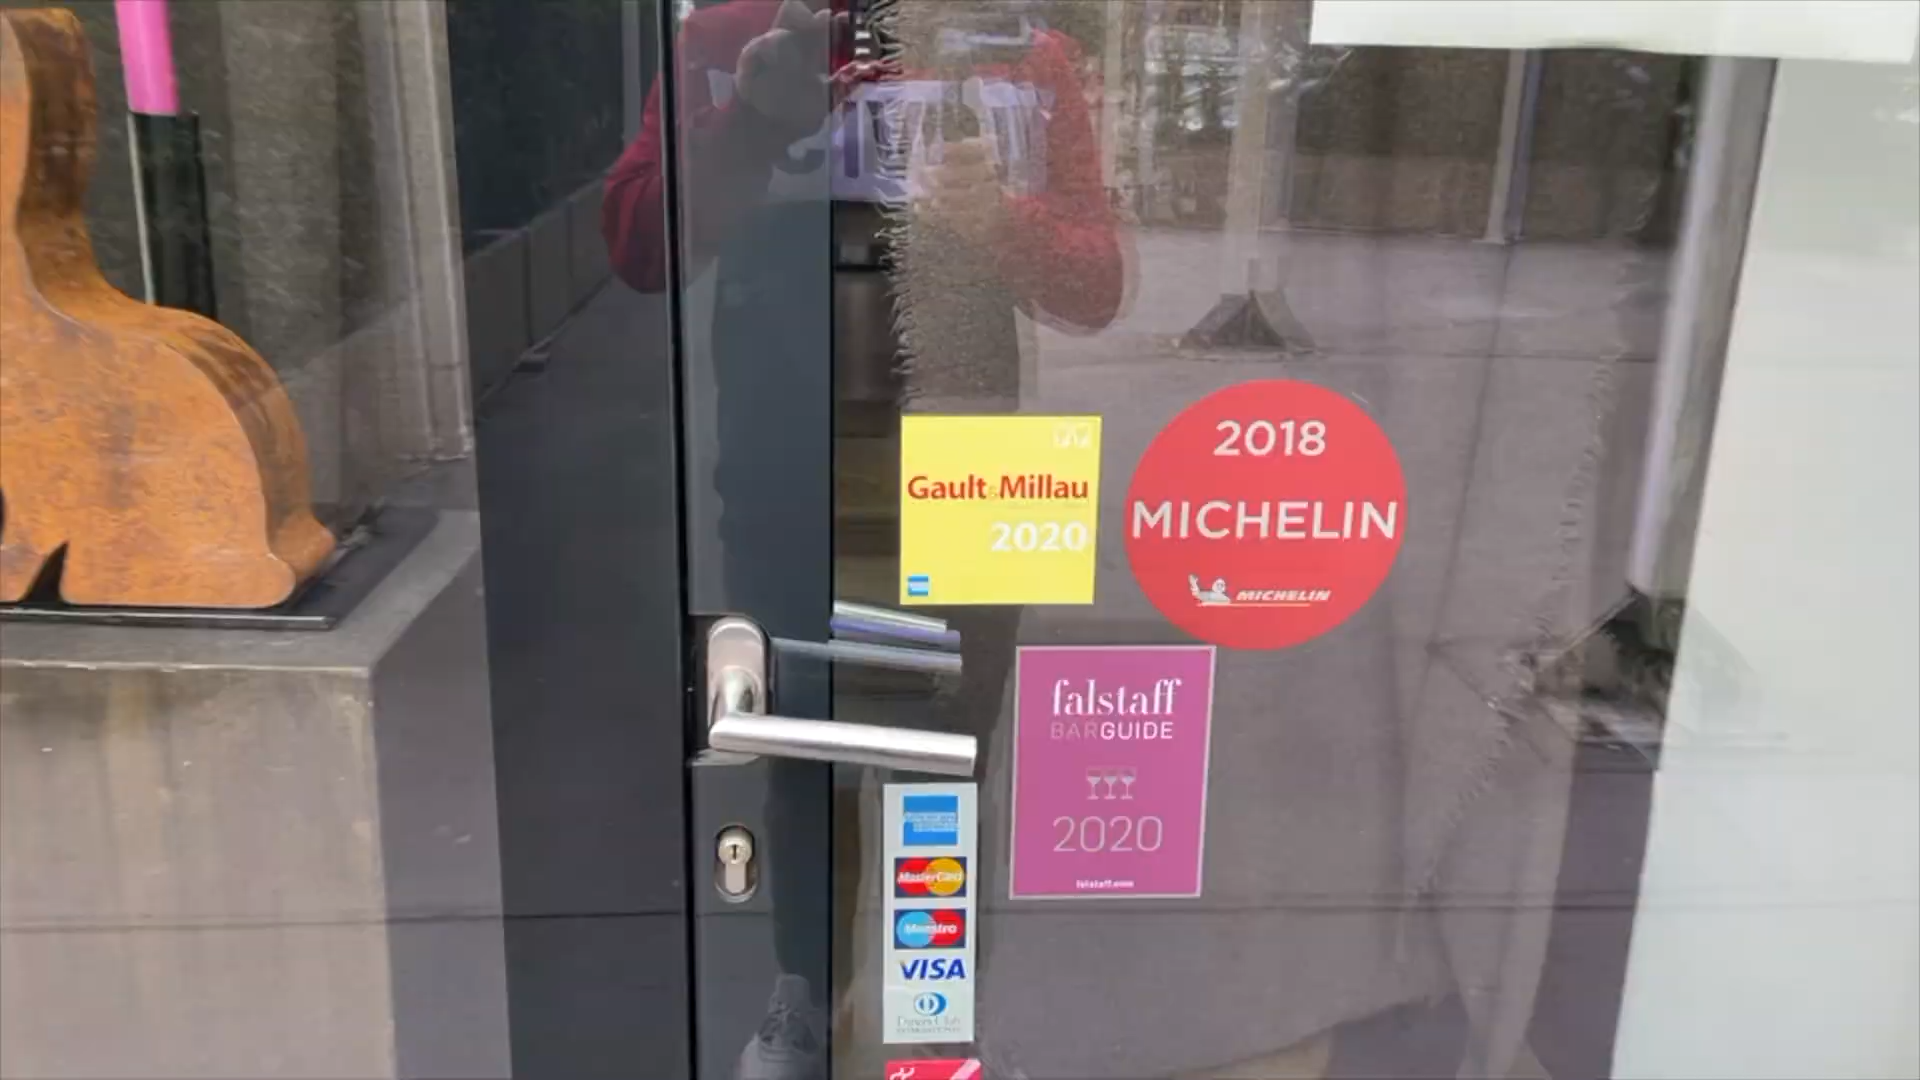 Gault&Millau
2020
2018
MICHELIN
MICHELIN
falstaff
BARGUIDE
2020
falstaff.com
MasterCard
Maestro
VISA